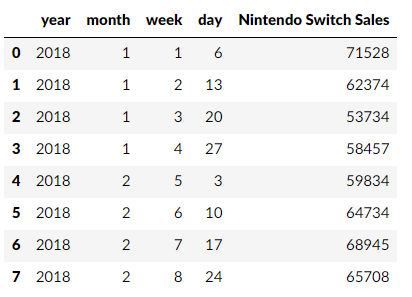 year month week day Nintendo Switch Sales
0 2018 1 1 6 71528
1 2018 1 2 13 62374
2 2018 1 3 20 53734
3 2018 1 4 27 58457
4 2018 2 5 3 59834
5 2018 2 6 10 64734
6 2018 2 7 17 68945
7 2018 2 8 24 65708